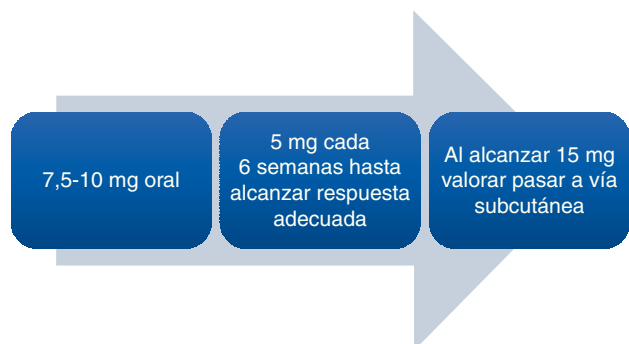 7,5-10 mg oral
5 mg cada
6 semanas hasta
alcanzar respuesta
adecuada
Al alcanzar 15 mg
valorar pasar a vía
subcutánea